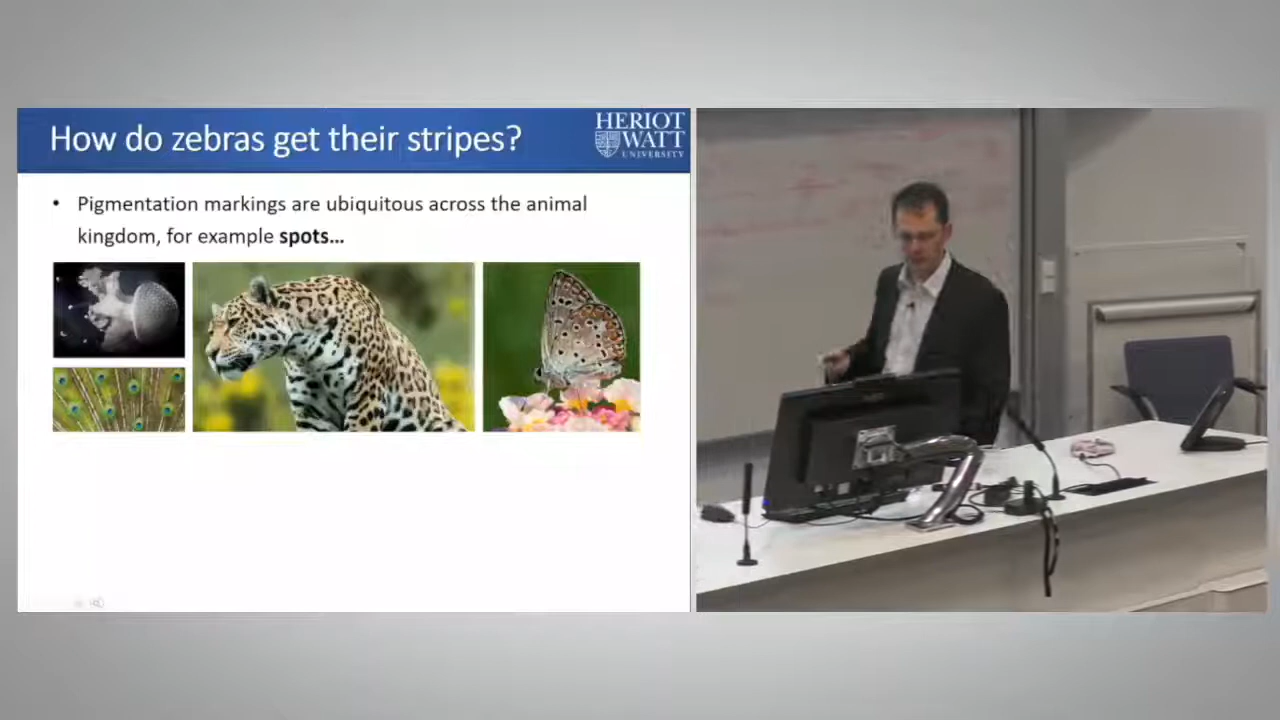 How do zebras get their stripes?
HERIOT
WATT
UNIVERSITY
• Pigmentation markings are ubiquitous across the animal
kingdom, for example spots...